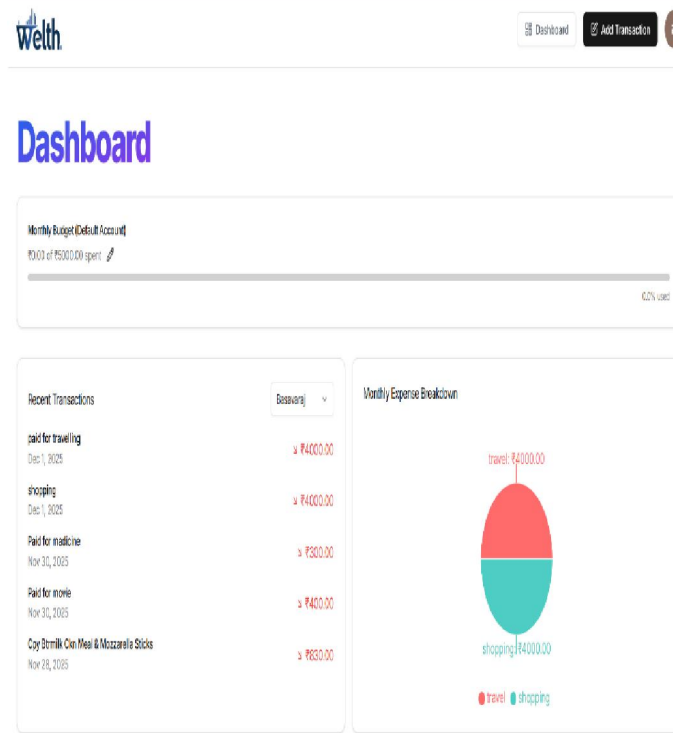 Welth
Dashboard
Add Transaction
Dashboard
Monthly Budget (Default Account)
₹0.00 of ₹5000.00 spent
0.0% used
Recent Transactions
Basavaraj
paid for travelling
Dec 1, 2025
₹4000.00
shopping
Dec 1, 2025
₹4000.00
Paid for madicine
Nov 30, 2025
₹300.00
Paid for movie
Nov 30, 2025
₹400.00
Cpy Btrmilk Ckn Meal & Mozzarella Sticks
Nov 28, 2025
₹830.00
Monthly Expense Breakdown
travel: ₹4000.00
shopping: ₹4000.00
travel
shopping